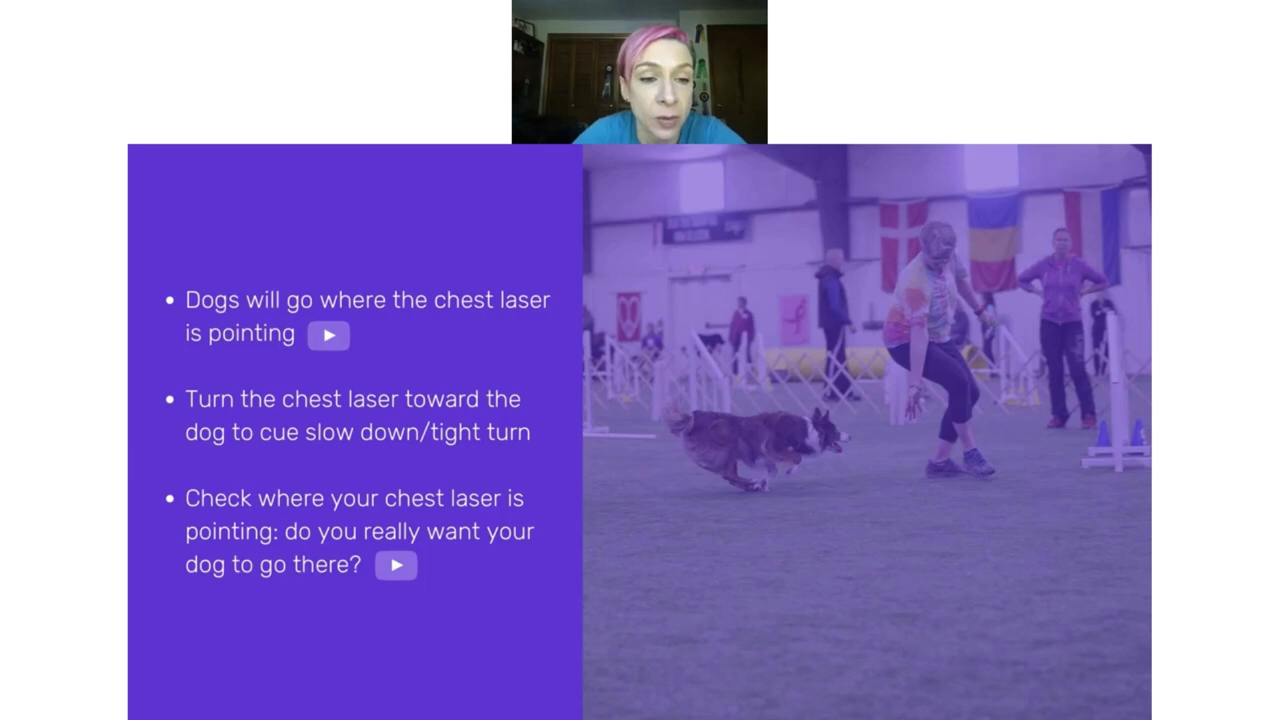 • Dogs will go where the chest laser
is pointing
• Turn the chest laser toward the
dog to cue slow down/tight turn
• Check where your chest laser is
pointing: do you really want your
dog to go there?